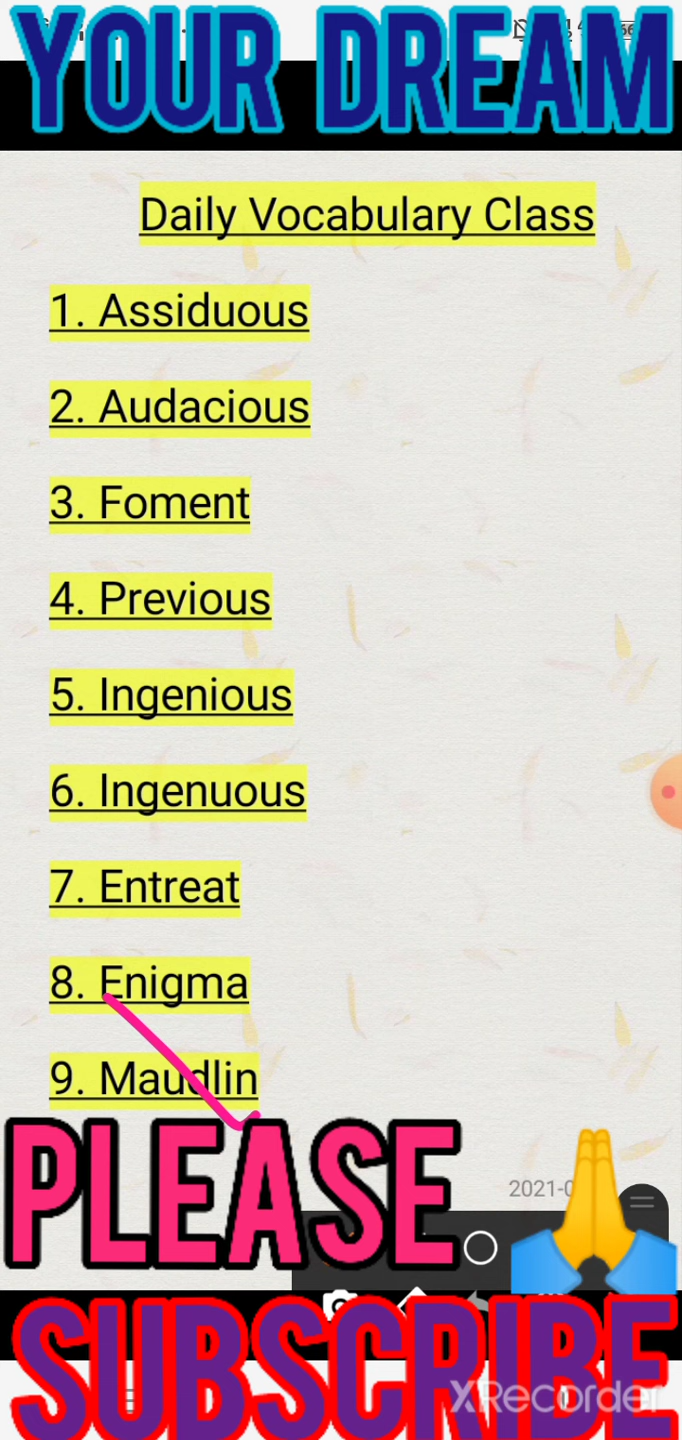 YOUR DREAM
Daily Vocabulary Class
1. Assiduous
2. Audacious
3. Foment
4. Previous
5. Ingenious
6. Ingenuous
7. Entreat
8. Enigma
9. Maudlin
PLEASE
SUBSCRIBE
XRecorder